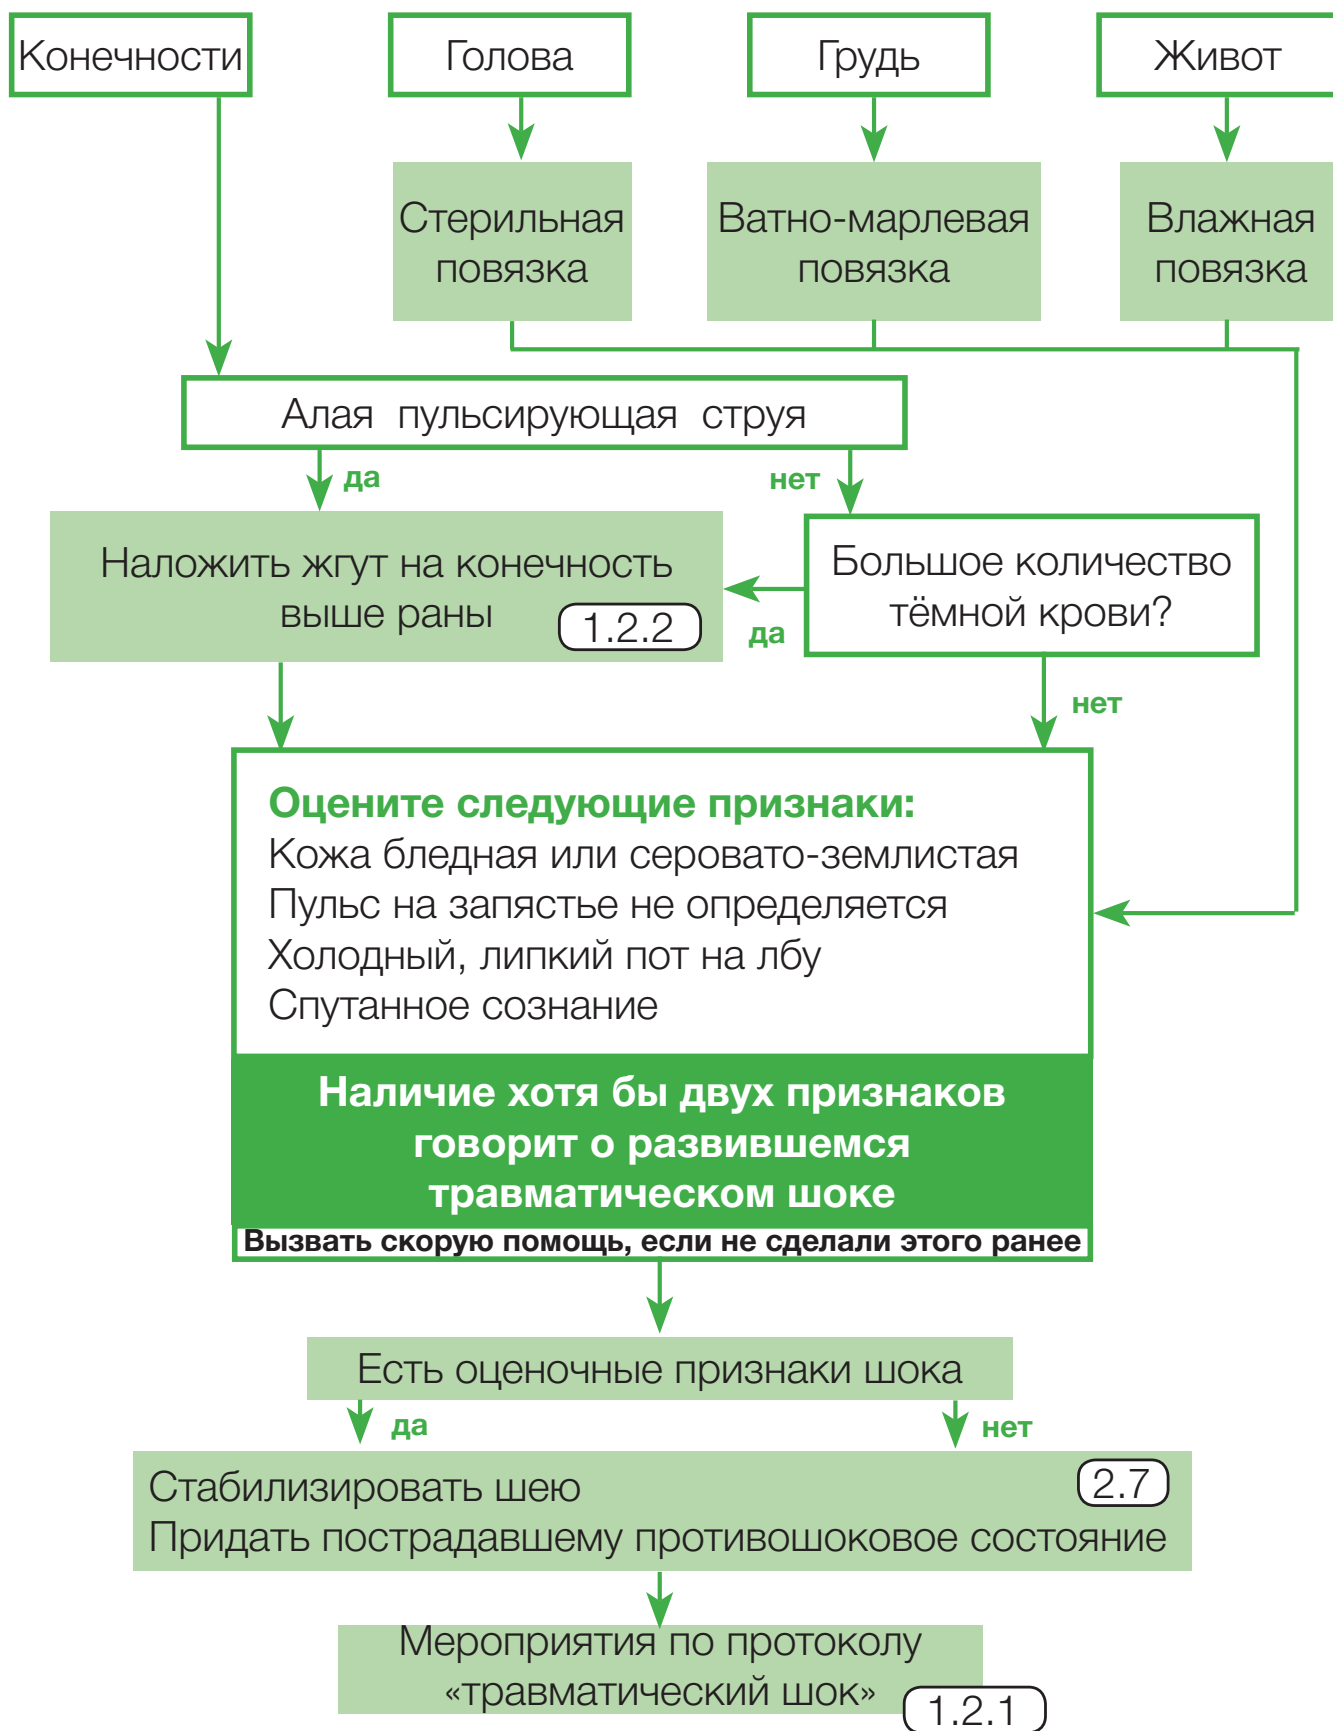 Конечности
Голова
Грудь
Живот
Стерильная
повязка
Ватно-марлевая
повязка
Влажная
повязка
Алая пульсирующая струя
да
нет
Наложить жгут на конечность
выше раны
1.2.2
Большое количество
тёмной крови?
да
нет
Оцените следующие признаки:
Кожа бледная или серовато-землистая
Пульс на запястье не определяется
Холодный, липкий пот на лбу
Спутанное сознание
Наличие хотя бы двух признаков
говорит о развившемся
травматическом шоке
Вызвать скорую помощь, если не сделали этого ранее
Есть оценочные признаки шока
да
нет
Стабилизировать шею
2.7
Придать пострадавшему противошоковое состояние
Мероприятия по протоколу
«травматический шок»
1.2.1